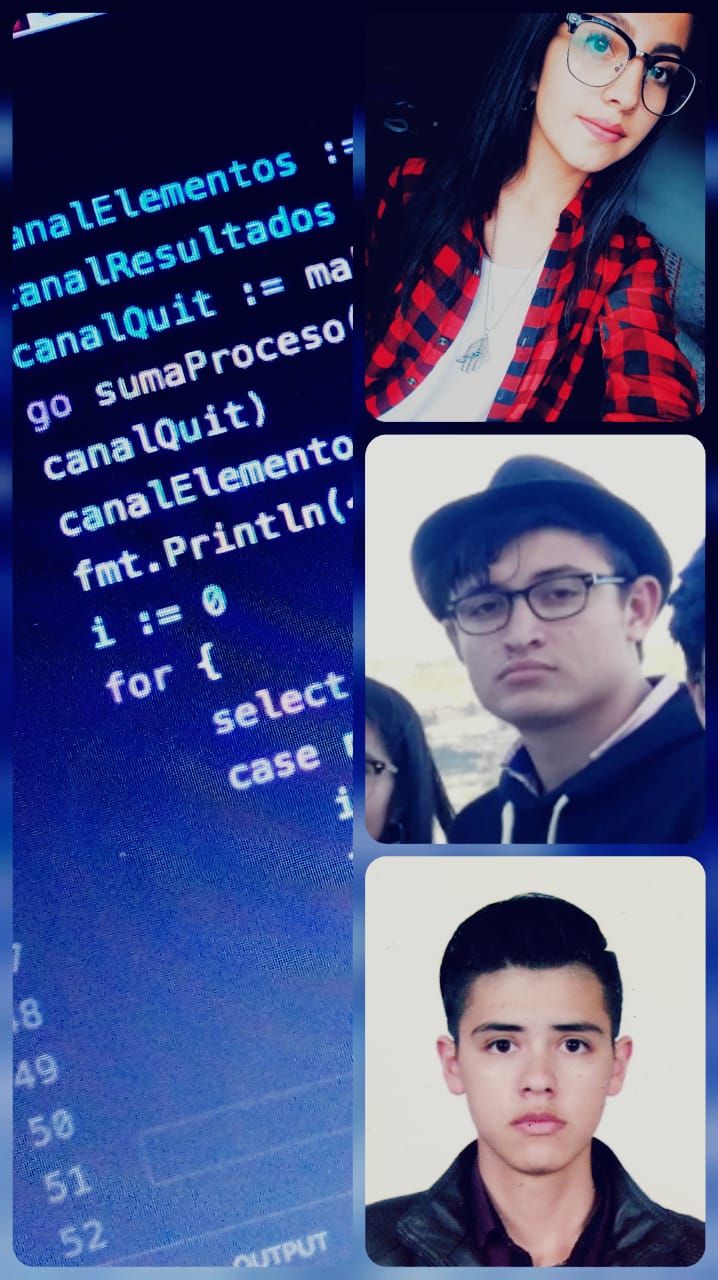 analElementos :=
canalResultados
canalQuit := ma
go sumaProceso(
canalQuit)
canalElemento
fmt.Println(
i := 0
for {
select
case
i
48
49
50
51
52
OUTPUT